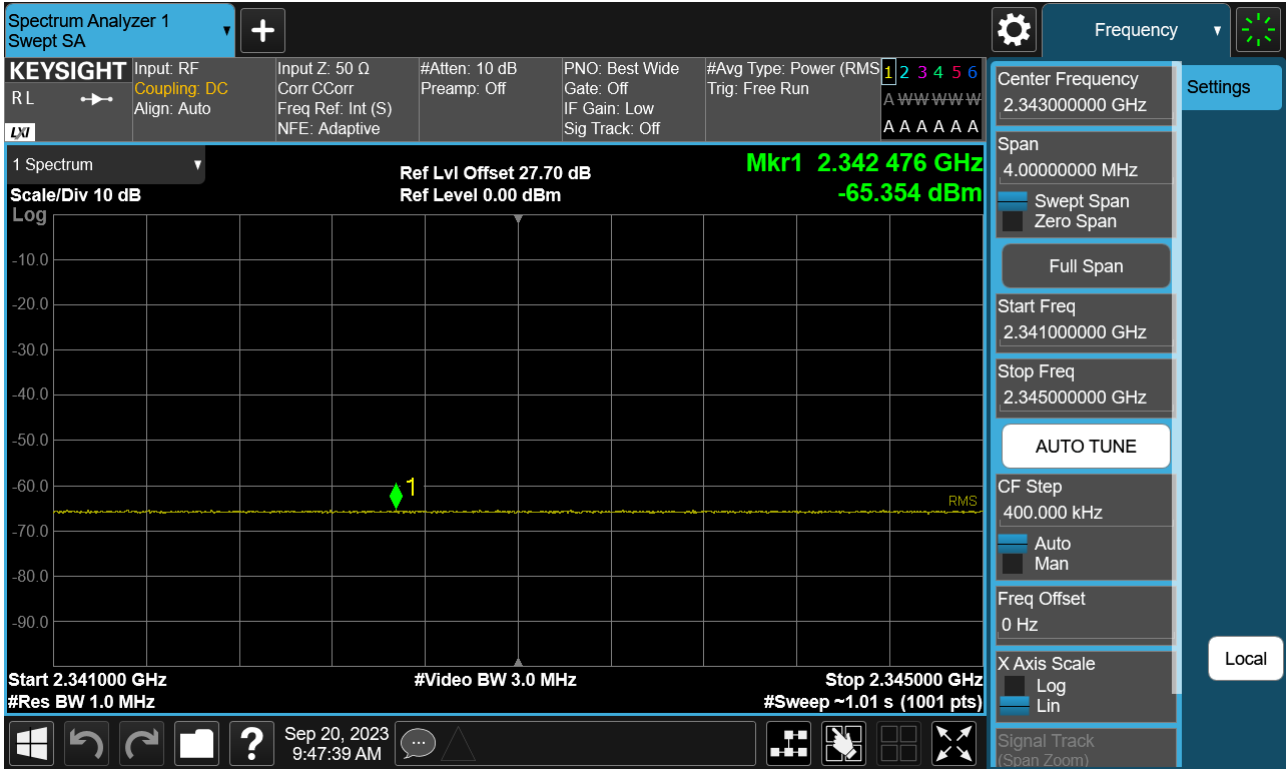 Spectrum Analyzer 1
Swept SA
Frequency
KEYSIGHT
R L
LXI
Input: RF
Coupling: DC
Align: Auto
Input Z: 50 Ω
Corr CCorr
Freq Ref: Int (S)
NFE: Adaptive
#Atten: 10 dB
Preamp: Off
PNO: Best Wide
Gate: Off
IF Gain: Low
Sig Track: Off
#Avg Type: Power (RMS
Trig: Free Run
1 2 3 4 5 6
A W W W W W
A A A A A A
1 Spectrum
Scale/Div 10 dB
Log
Ref Lvl Offset 27.70 dB
Ref Level 0.00 dBm
Mkr1 2.342 476 GHz
-65.354 dBm
-10.0
-20.0
-30.0
-40.0
-50.0
-60.0
-70.0
-80.0
-90.0
1
RMS
Start 2.341000 GHz
#Res BW 1.0 MHz
#Video BW 3.0 MHz
Stop 2.345000 GHz
#Sweep ~1.01 s (1001 pts)
Center Frequency
2.343000000 GHz
Span
4.00000000 MHz
Swept Span
Zero Span
Full Span
Start Freq
2.341000000 GHz
Stop Freq
2.345000000 GHz
AUTO TUNE
CF Step
400.000 kHz
Auto
Man
Freq Offset
0 Hz
X Axis Scale
Log
Lin
Signal Track
(Span Zoom)
Settings
Local
?
Sep 20, 2023
9:47:39 AM